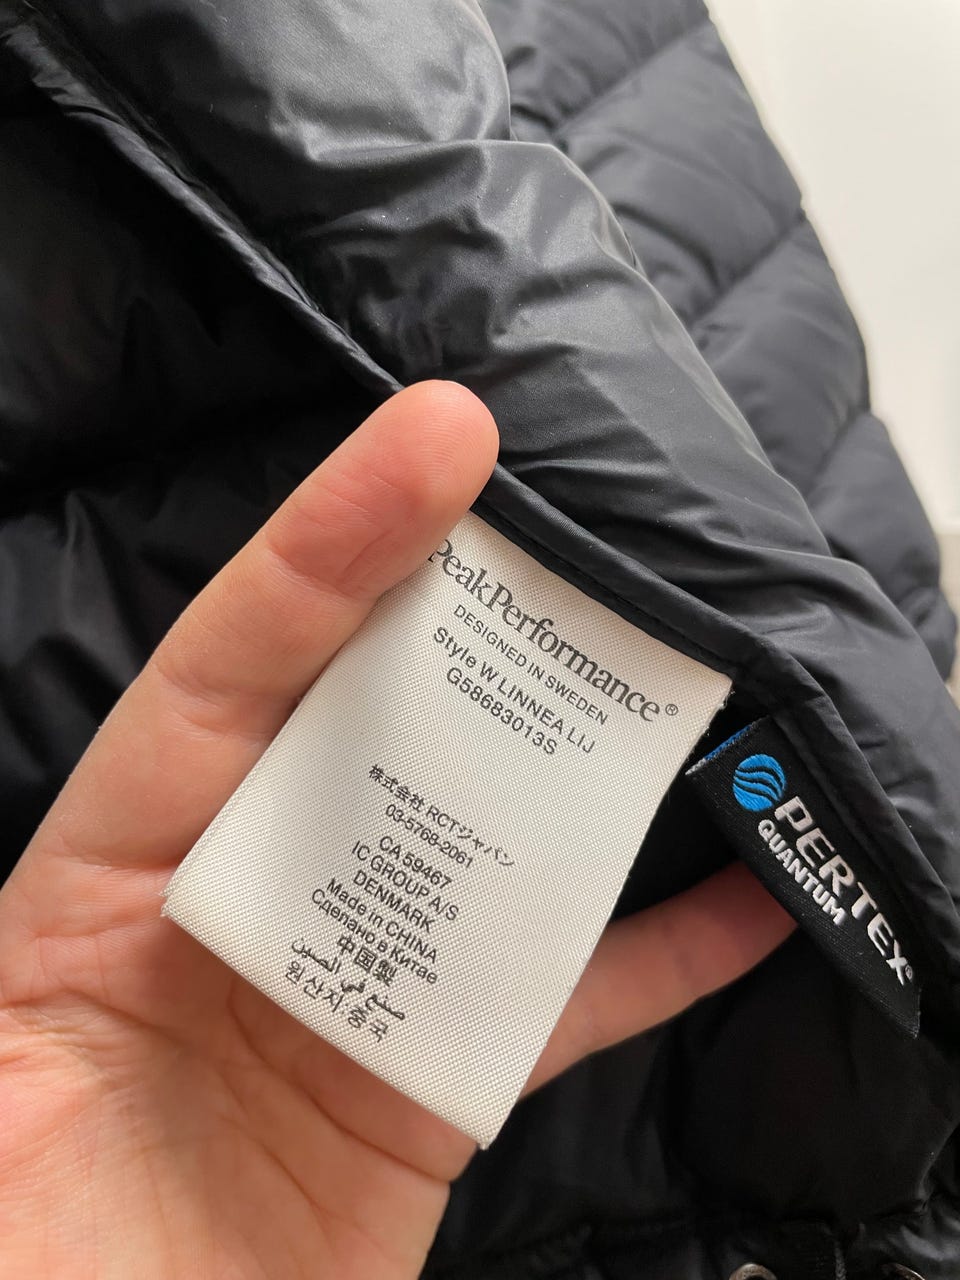 PeakPerformance®
DESIGNED IN SWEDEN
Style W LINNEA LIJ
G58683013S
株式会社 RCTジャパン
03-5768-2061
CA 59467
IC GROUP A/S
DENMARK
Made in CHINA
Сделано в Китае
中国製
صنع في الصين
원산지:중국
PERTEX®
QUANTUM